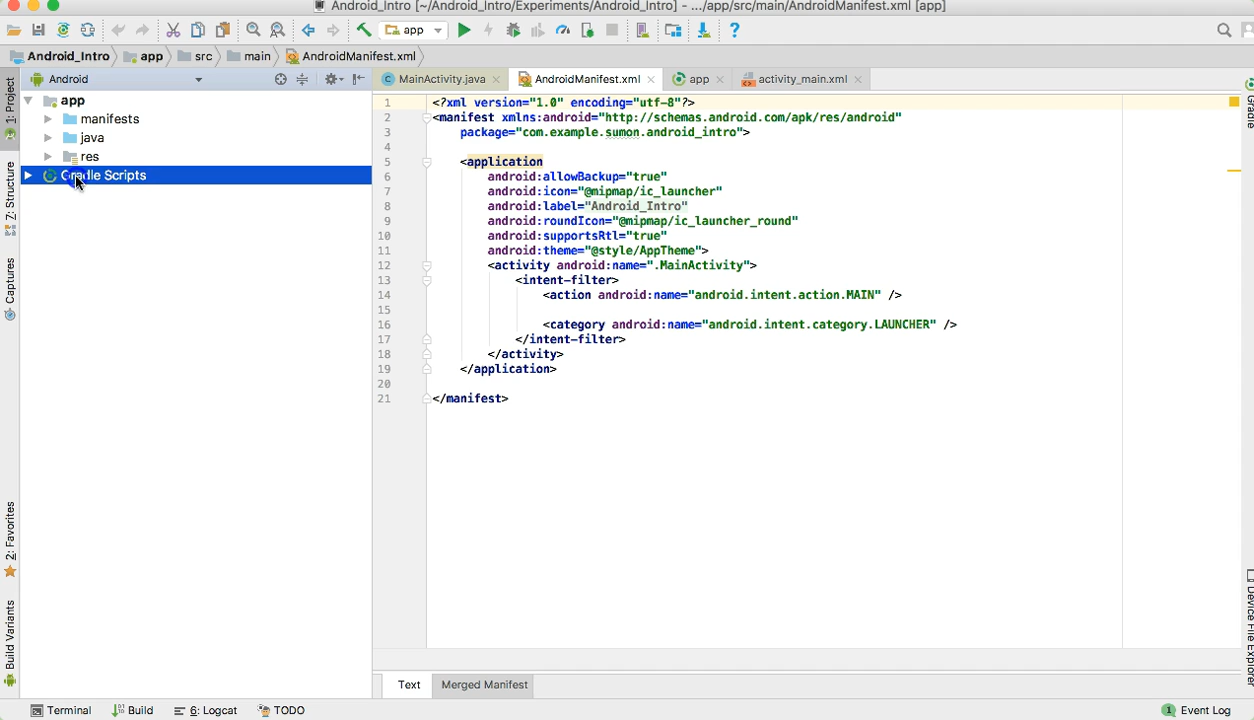 Android_Intro [~/Android_Intro/Experiments/Android_Intro] - .../app/src/main/AndroidManifest.xml [app]
app
Android_Intro app src main AndroidManifest.xml
1: Project
Z: Structure
Captures
2: Favorites
Build Variants
Android
app
manifests
java
res
Gradle Scripts
MainActivity.java AndroidManifest.xml app activity_main.xml
1 <?xml version="1.0" encoding="utf-8"?>
2 <manifest xmlns:android="http://schemas.android.com/apk/res/android"
3 package="com.example.sumon.android_intro">
4
5 <application
6 android:allowBackup="true"
7 android:icon="@mipmap/ic_launcher"
8 android:label="Android_Intro"
9 android:roundIcon="@mipmap/ic_launcher_round"
10 android:supportsRtl="true"
11 android:theme="@style/AppTheme">
12 <activity android:name=".MainActivity">
13 <intent-filter>
14 <action android:name="android.intent.action.MAIN" />
15
16 <category android:name="android.intent.category.LAUNCHER" />
17 </intent-filter>
18 </activity>
19 </application>
20
21 </manifest>
Text Merged Manifest
Gradle
Device File Explorer
Terminal Build 6: Logcat TODO 1 Event Log